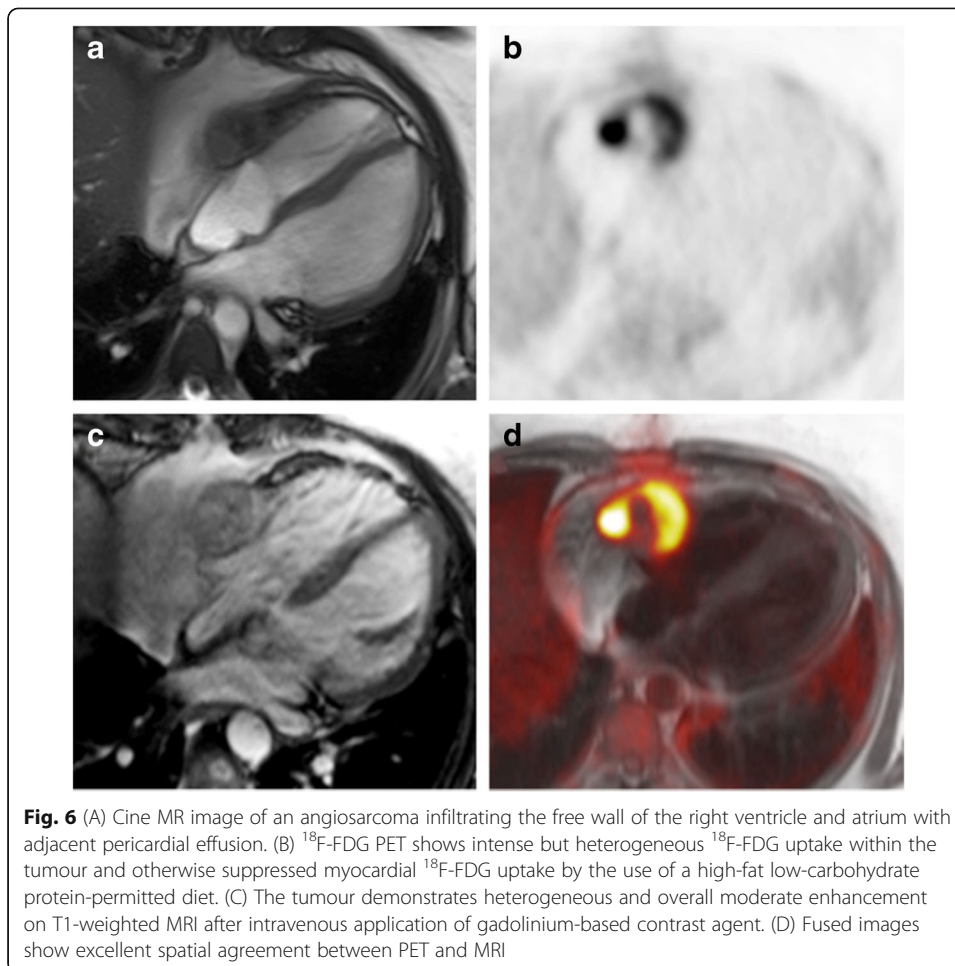 a
b
c
d
Fig. 6 (A) Cine MR image of an angiosarcoma infiltrating the free wall of the right ventricle and atrium with
adjacent pericardial effusion. (B) ¹⁸F-FDG PET shows intense but heterogeneous ¹⁸F-FDG uptake within the
tumour and otherwise suppressed myocardial ¹⁸F-FDG uptake by the use of a high-fat low-carbohydrate
protein-permitted diet. (C) The tumour demonstrates heterogeneous and overall moderate enhancement
on T1-weighted MRI after intravenous application of gadolinium-based contrast agent. (D) Fused images
show excellent spatial agreement between PET and MRI